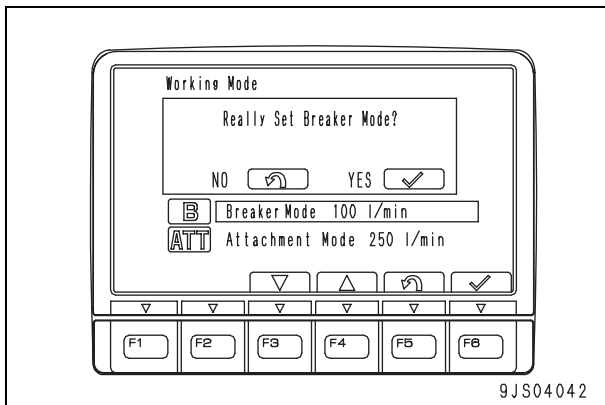 Working Mode
Really Set Breaker Mode?
NO YES
B Breaker Mode 100 l/min
ATT Attachment Mode 250 l/min
F1 F2 F3 F4 F5 F6
9JS04042